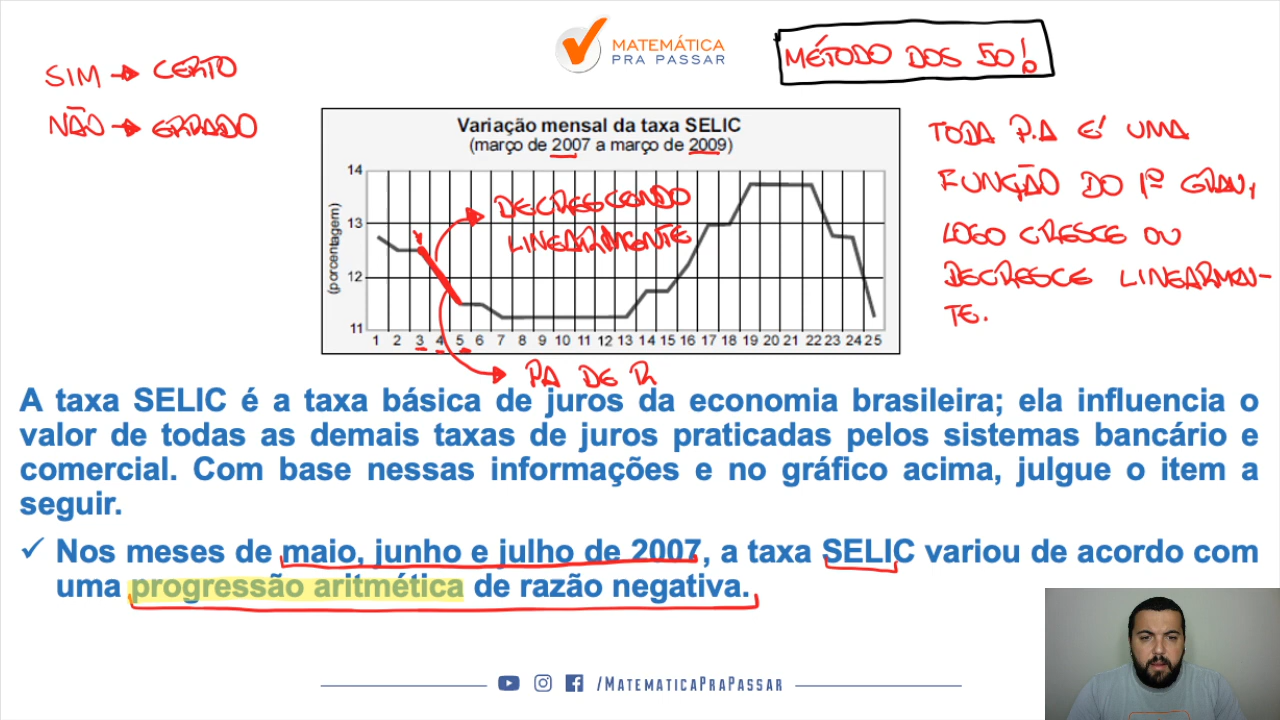 MATEMÁTICA
PRA PASSAR
MÉTODO DOS 50!
SIM → CERTO
NÃO → ERRADO
Variação mensal da taxa SELIC
(março de 2007 a março de 2009)
(porcentagem)
14
13
12
11
1 2 3 4 5 6 7 8 9 10 11 12 13 14 15 16 17 18 19 20 21 22 23 24 25
DECRESCENDO
LINEARMENTE
PA DE R
TODA P.A É UMA
FUNÇÃO DO 1º GRAU,
LOGO CRESCE OU
DECRESCE LINEARMEN-
TE.
A taxa SELIC é a taxa básica de juros da economia brasileira; ela influencia o
valor de todas as demais taxas de juros praticadas pelos sistemas bancário e
comercial. Com base nessas informações e no gráfico acima, julgue o item a
seguir.
✓ Nos meses de maio, junho e julho de 2007, a taxa SELIC variou de acordo com
uma progressão aritmética de razão negativa.
/MATEMATICAPRAPASSAR